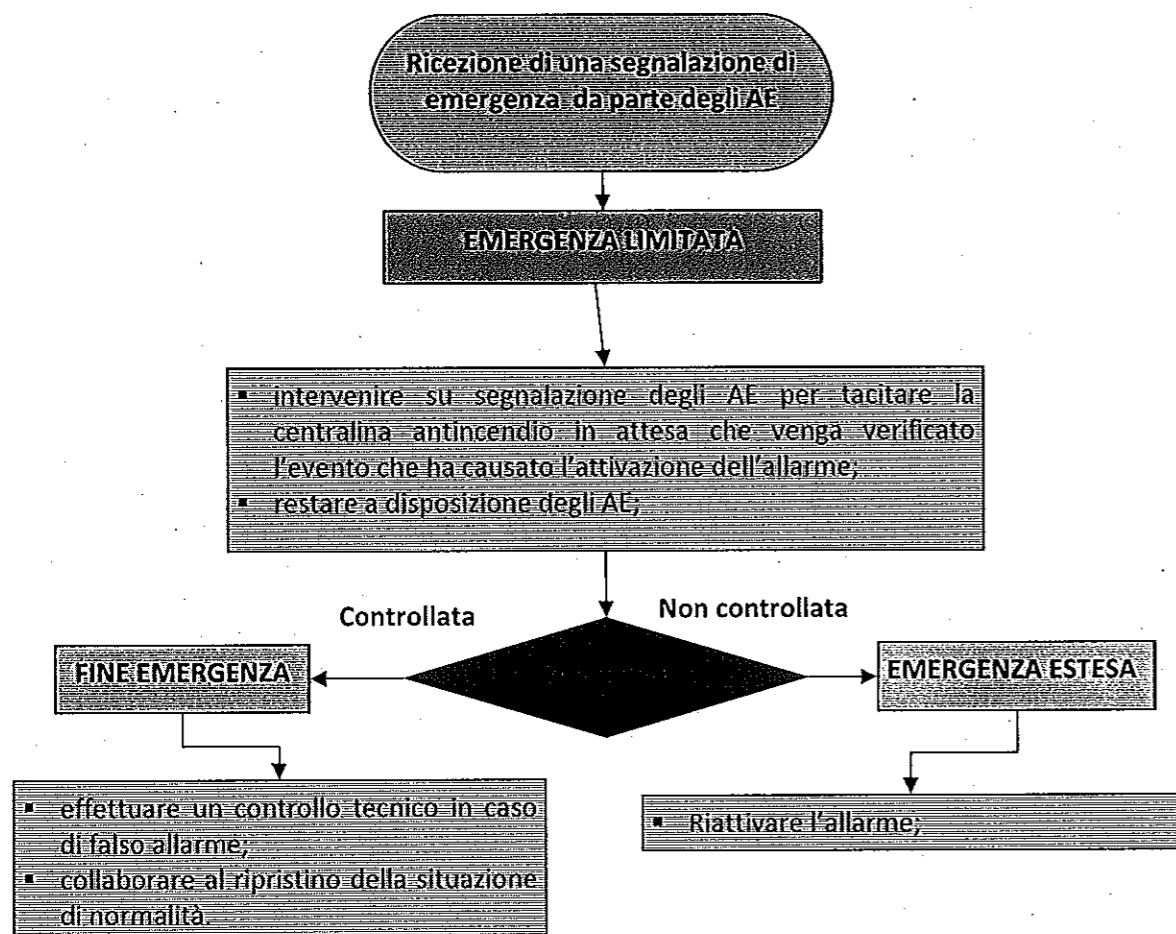 Ricezione di una segnalazione di
emergenza da parte degli AE
EMERGENZA LIMITATA
▪ intervenire su segnalazione degli AE per tacitare la
centralina antincendio in attesa che venga verificato
l'evento che ha causato l'attivazione dell'allarme;
▪ restare a disposizione degli AE;
Controllata
Non controllata
FINE EMERGENZA
EMERGENZA ESTESA
▪ effettuare un controllo tecnico in caso
di falso allarme;
▪ collaborare al ripristino della situazione
di normalità.
▪ Riattivare l'allarme;